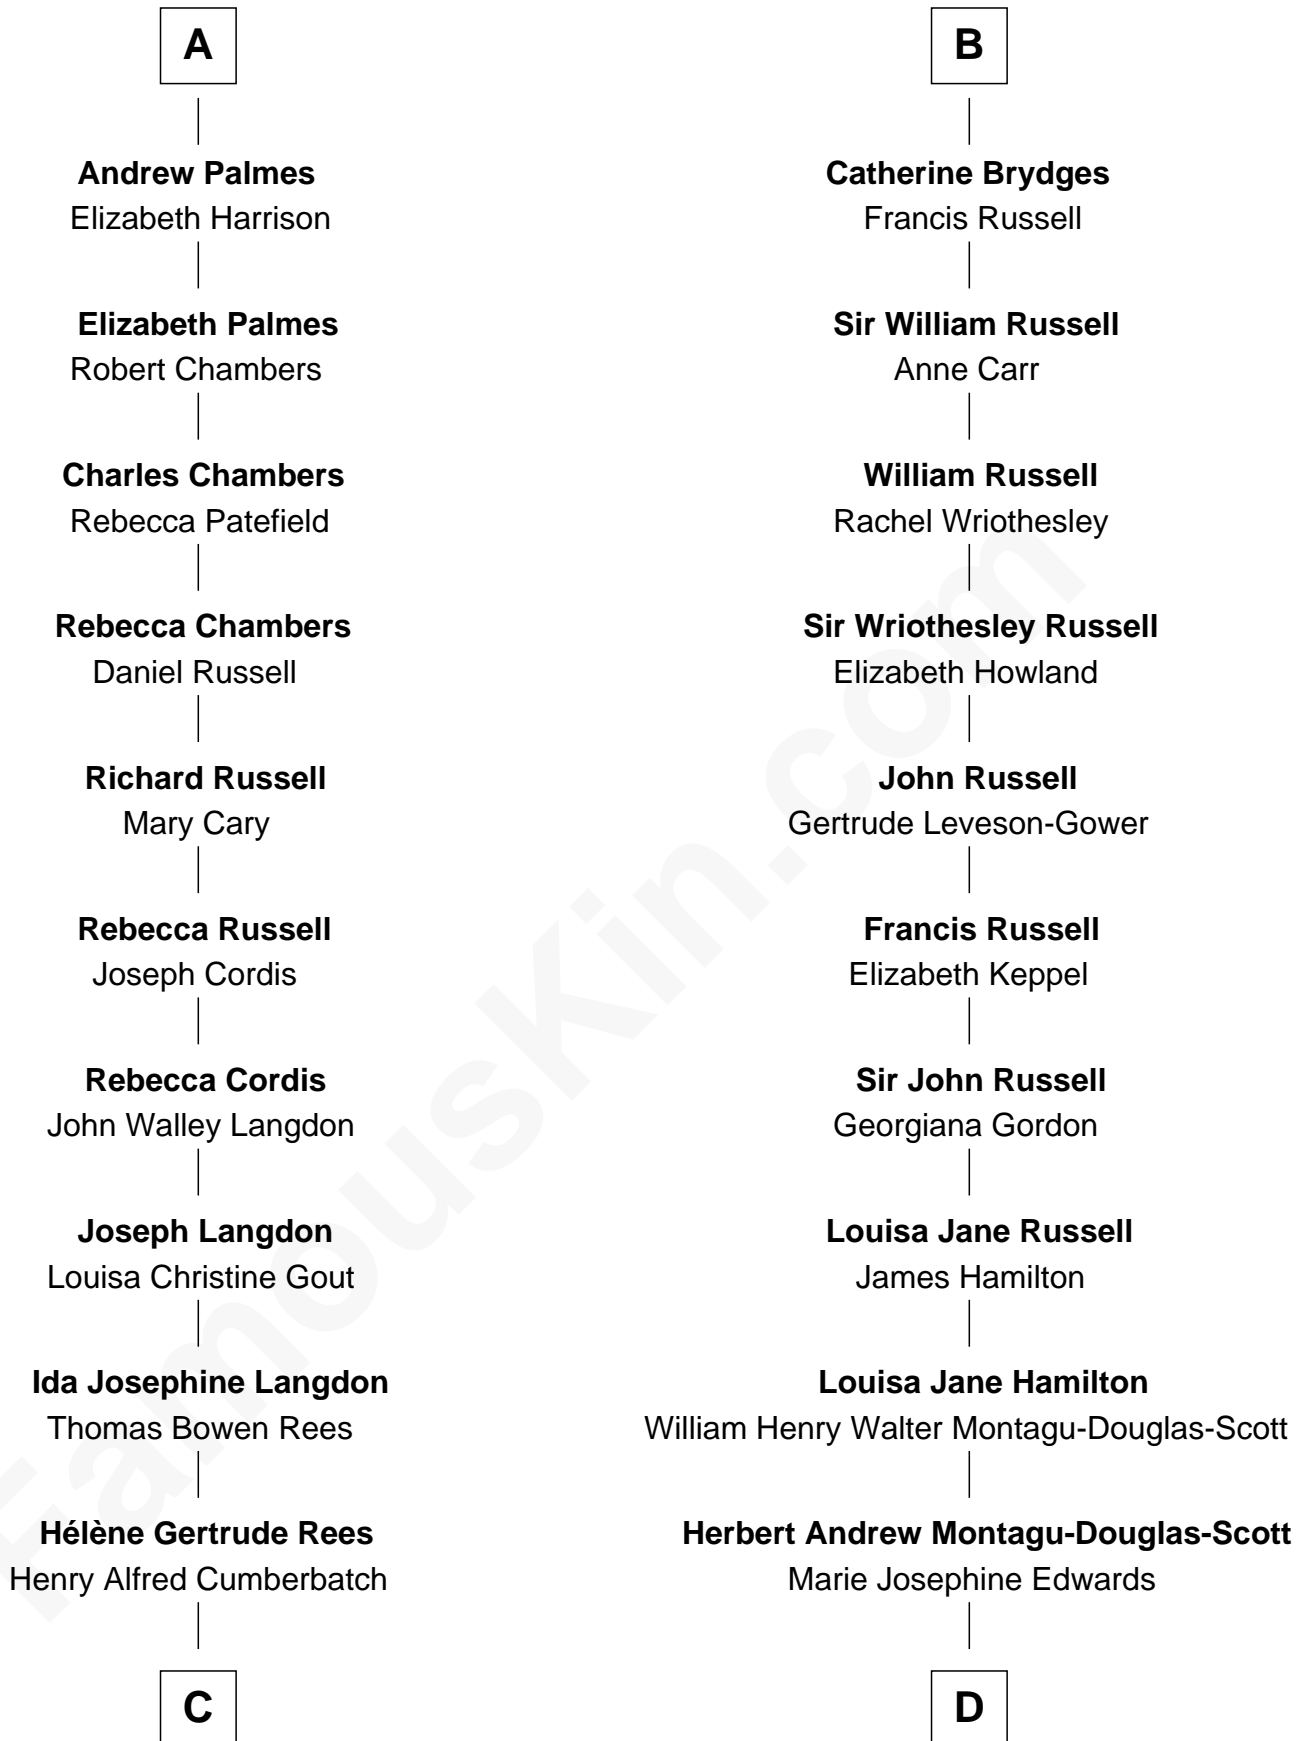 A
Andrew Palmes
Elizabeth Harrison
Elizabeth Palmes
Robert Chambers
Charles Chambers
Rebecca Patefield
Rebecca Chambers
Daniel Russell
Richard Russell
Mary Cary
Rebecca Russell
Joseph Cordis
Rebecca Cordis
John Walley Langdon
Joseph Langdon
Louisa Christine Gout
Ida Josephine Langdon
Thomas Bowen Rees
Hélène Gertrude Rees
Henry Alfred Cumberbatch
C
B
Catherine Brydges
Francis Russell
Sir William Russell
Anne Carr
William Russell
Rachel Wriothesley
Sir Wriothesley Russell
Elizabeth Howland
John Russell
Gertrude Leveson-Gower
Francis Russell
Elizabeth Keppel
Sir John Russell
Georgiana Gordon
Louisa Jane Russell
James Hamilton
Louisa Jane Hamilton
William Henry Walter Montagu-Douglas-Scott
Herbert Andrew Montagu-Douglas-Scott
Marie Josephine Edwards
D
FamousKin.com